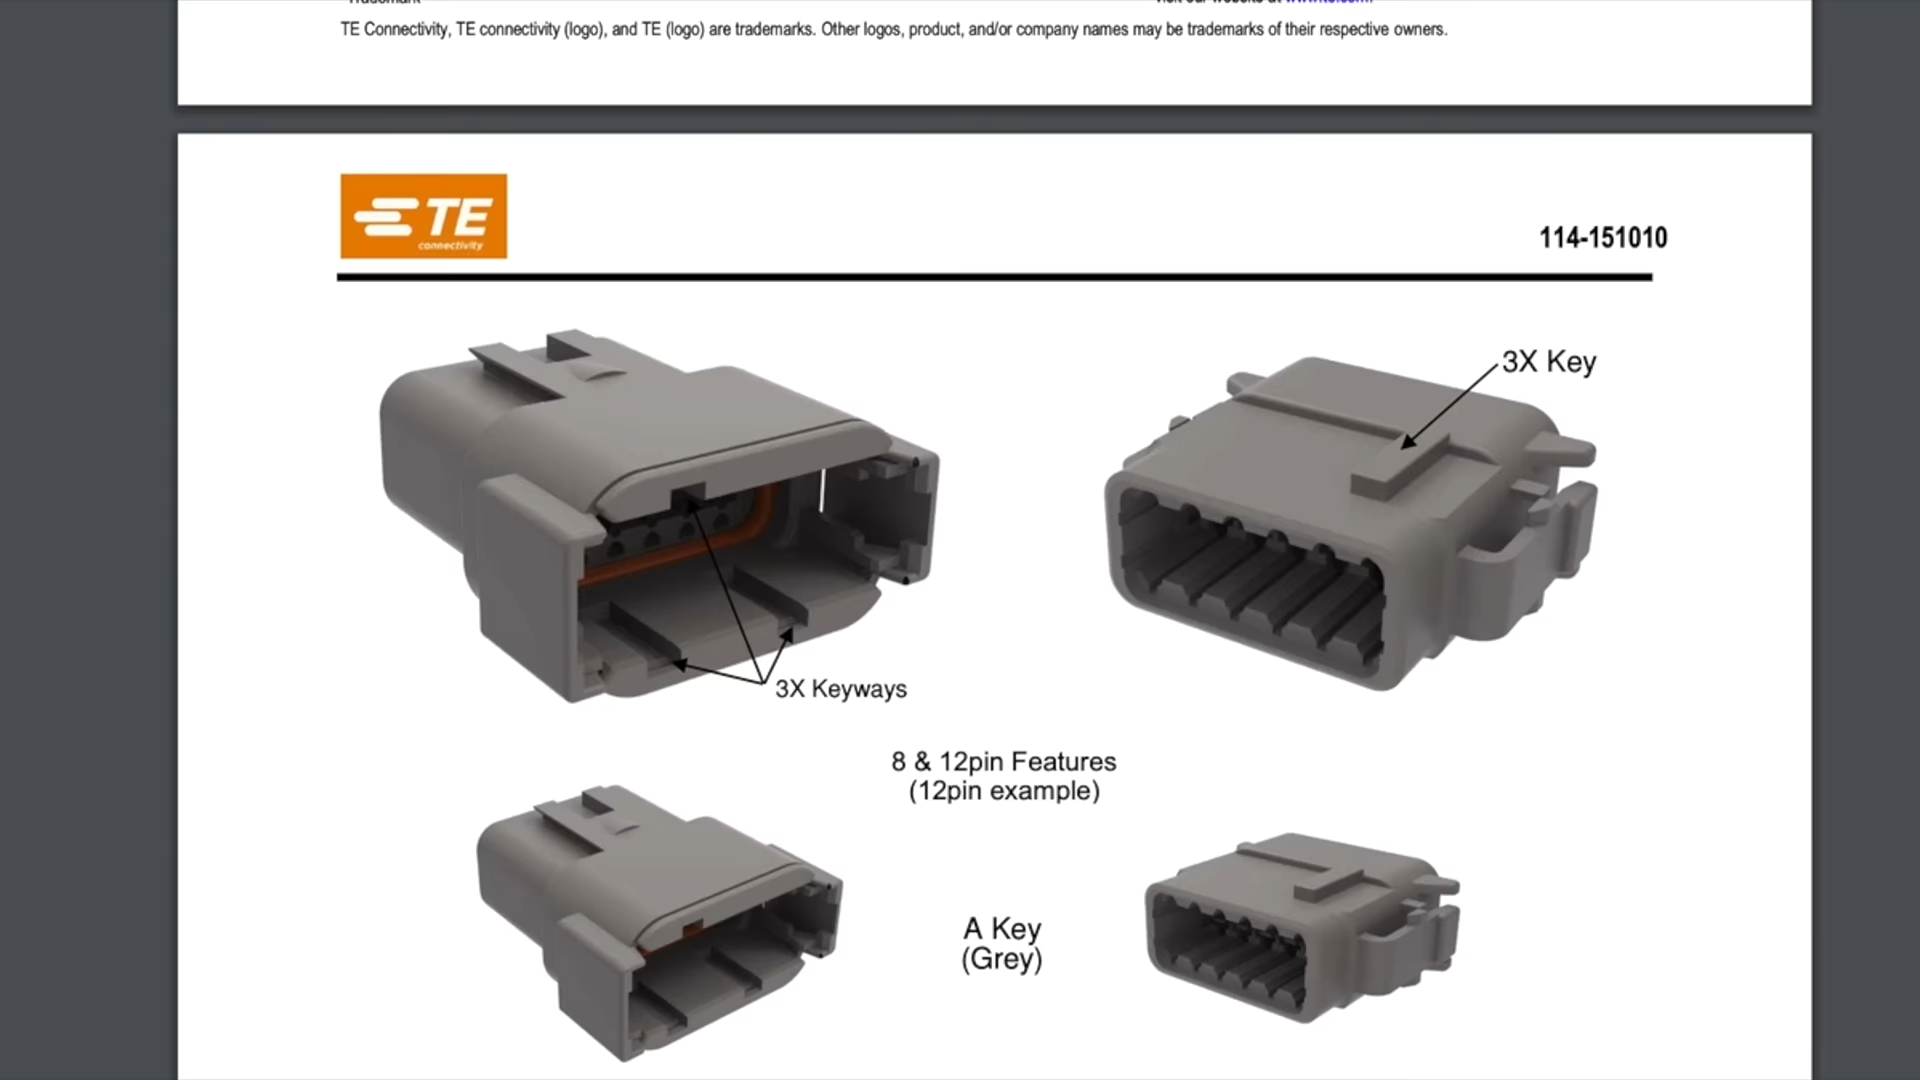 TE Connectivity, TE connectivity (logo), and TE (logo) are trademarks. Other logos, product, and/or company names may be trademarks of their respective owners.
TE
connectivity
114-151010
3X Key
3X Keyways
8 & 12pin Features
(12pin example)
A Key
(Grey)